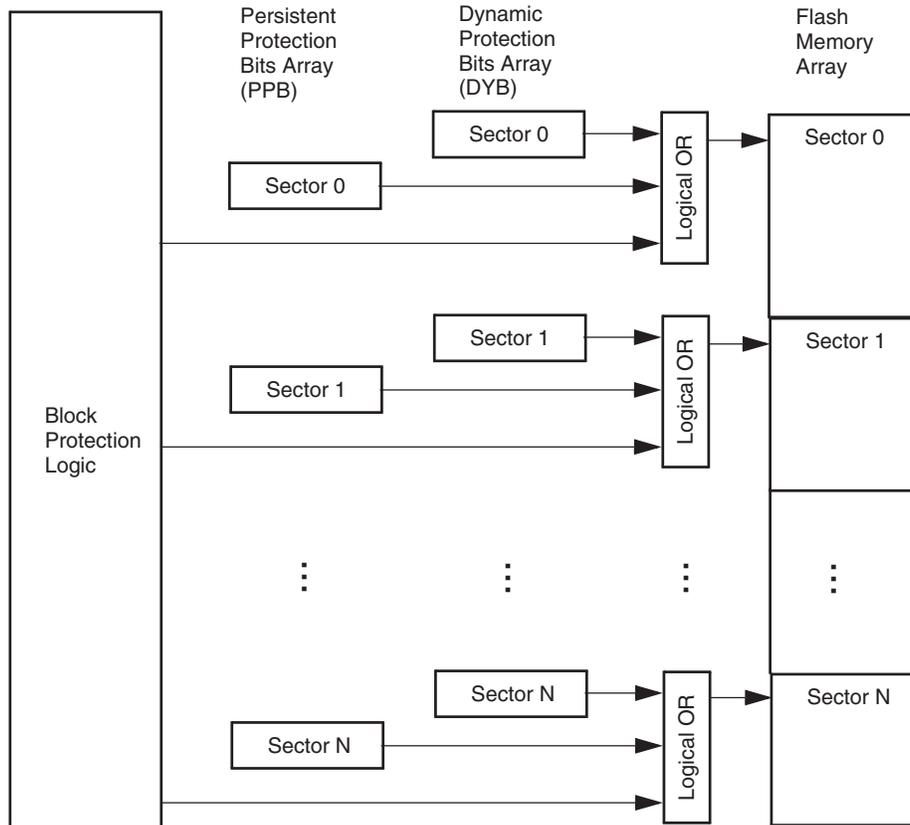 Persistent
Protection
Bits Array
(PPB)
Dynamic
Protection
Bits Array
(DYB)
Flash
Memory
Array
Sector 0
Sector 0
Logical OR
Sector 0
Sector 1
Sector 1
Logical OR
Sector 1
Block
Protection
Logic
⋮ ⋮ ⋮ ⋮
Sector N
Sector N
Logical OR
Sector N